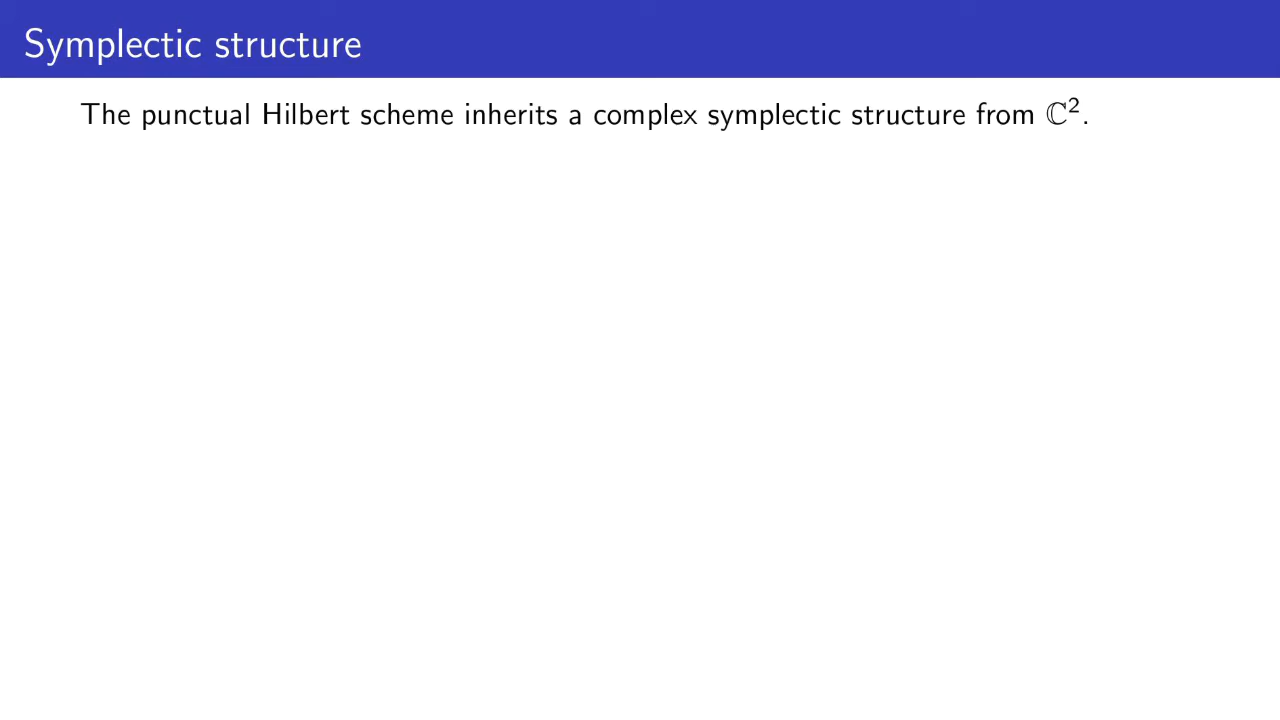 Symplectic structure
The punctual Hilbert scheme inherits a complex symplectic structure from ℂ².